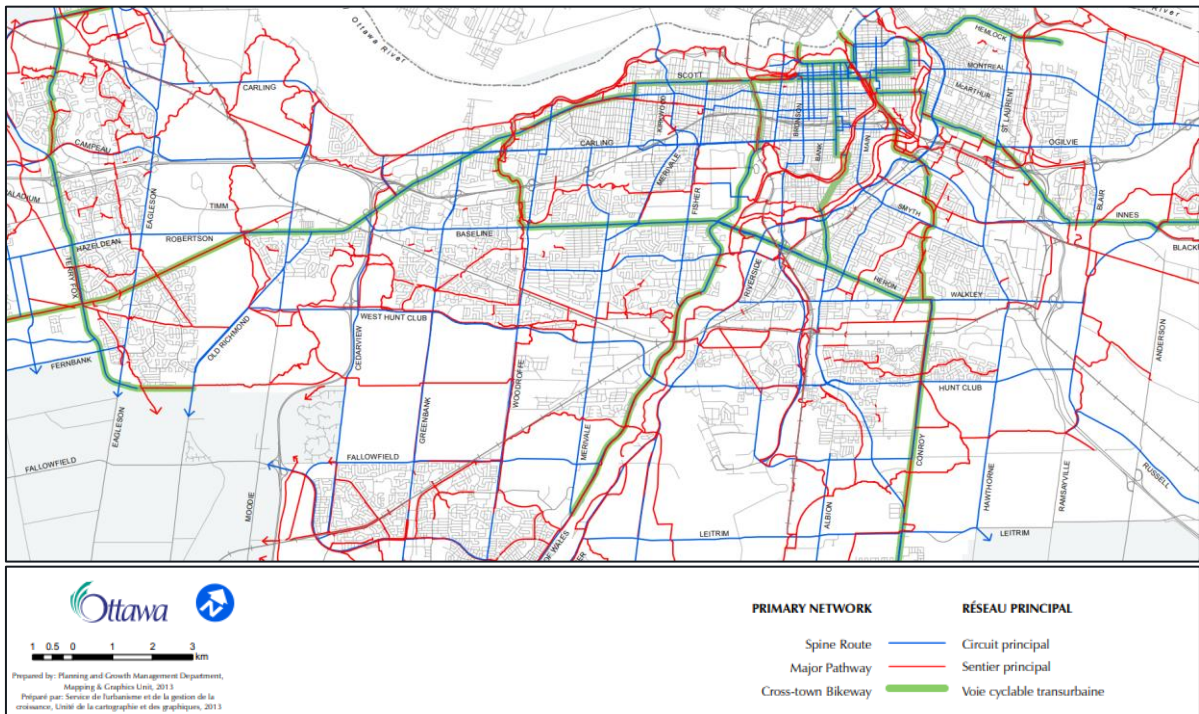 Ottawa River
River
HEMLOCK
SCOTT
MONTREAL
CARLING
McARTHUR
KIRKWOOD
BRONSON
ST. LAURENT
CAMPEAU
CARLING
MERIVALE
BANK
MAIN
OGILVIE
EAGLESON
TIMM
FISHER
BLAIR
SMYTH
INNES
HAZELDEAN
ROBERTSON
BASELINE
TERRY FOX
RIVERSIDE
HERON
WALKLEY
OLD RICHMOND
WEST HUNT CLUB
CEDARVIEW
ANDERSON
FERNBANK
WOODROFFE
HUNT CLUB
EAGLESON
GREENBANK
MERIVALE
CONROY
FALLOWFIELD
FALLOWFIELD
RUSSELL
MOODIE
HAWTHORNE
RAMSAYVILLE
ALBION
OF WALES
LEITRIM
LEITRIM
Ottawa
1 0.5 0 1 2 3
km
Prepared by: Planning and Growth Management Department,
Mapping & Graphics Unit, 2013
Préparé par: Service de l'urbanisme et de la gestion de la
croissance, Unité de la cartographie et des graphiques, 2013
PRIMARY NETWORK RÉSEAU PRINCIPAL
Spine Route Circuit principal
Major Pathway Sentier principal
Cross-town Bikeway Voie cyclable transurbaine